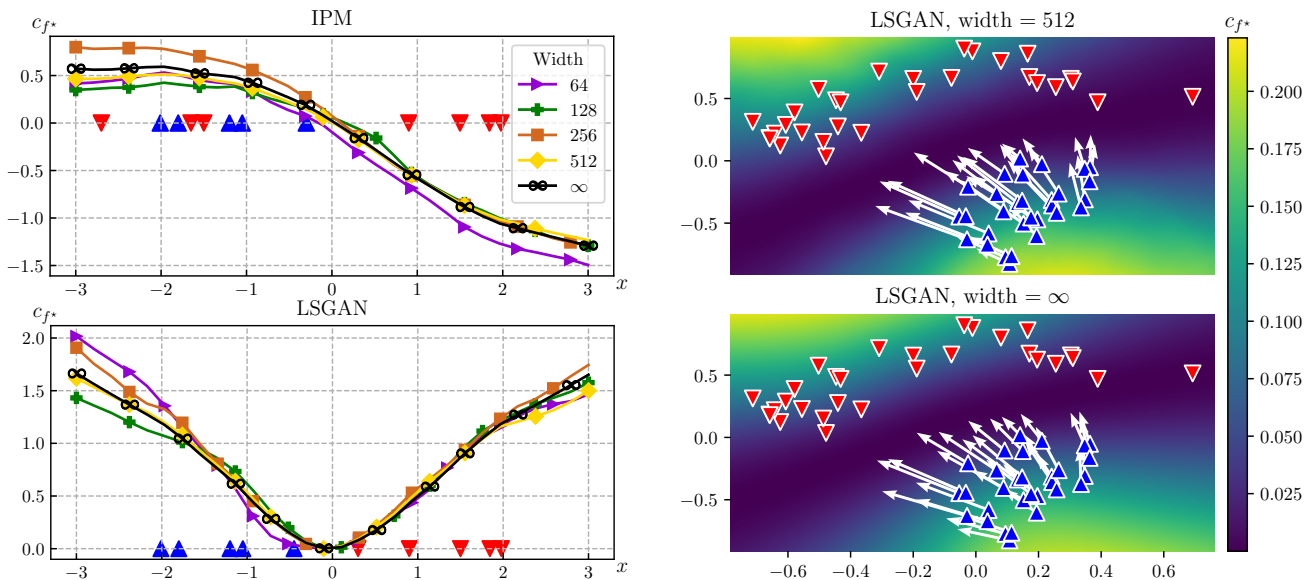 IPM
c_{f⋆}
0.5
0.0
−0.5
−1.0
−1.5
−3 −2 −1 0 1 2 3 x
Width
64
128
256
512
∞
LSGAN
c_{f⋆}
2.0
1.5
1.0
0.5
0.0
−3 −2 −1 0 1 2 3 x
LSGAN, width = 512
0.5
0.0
−0.5
LSGAN, width = ∞
0.5
0.0
−0.5
−0.6 −0.4 −0.2 0.0 0.2 0.4 0.6
c_{f⋆}
0.200
0.175
0.150
0.125
0.100
0.075
0.050
0.025